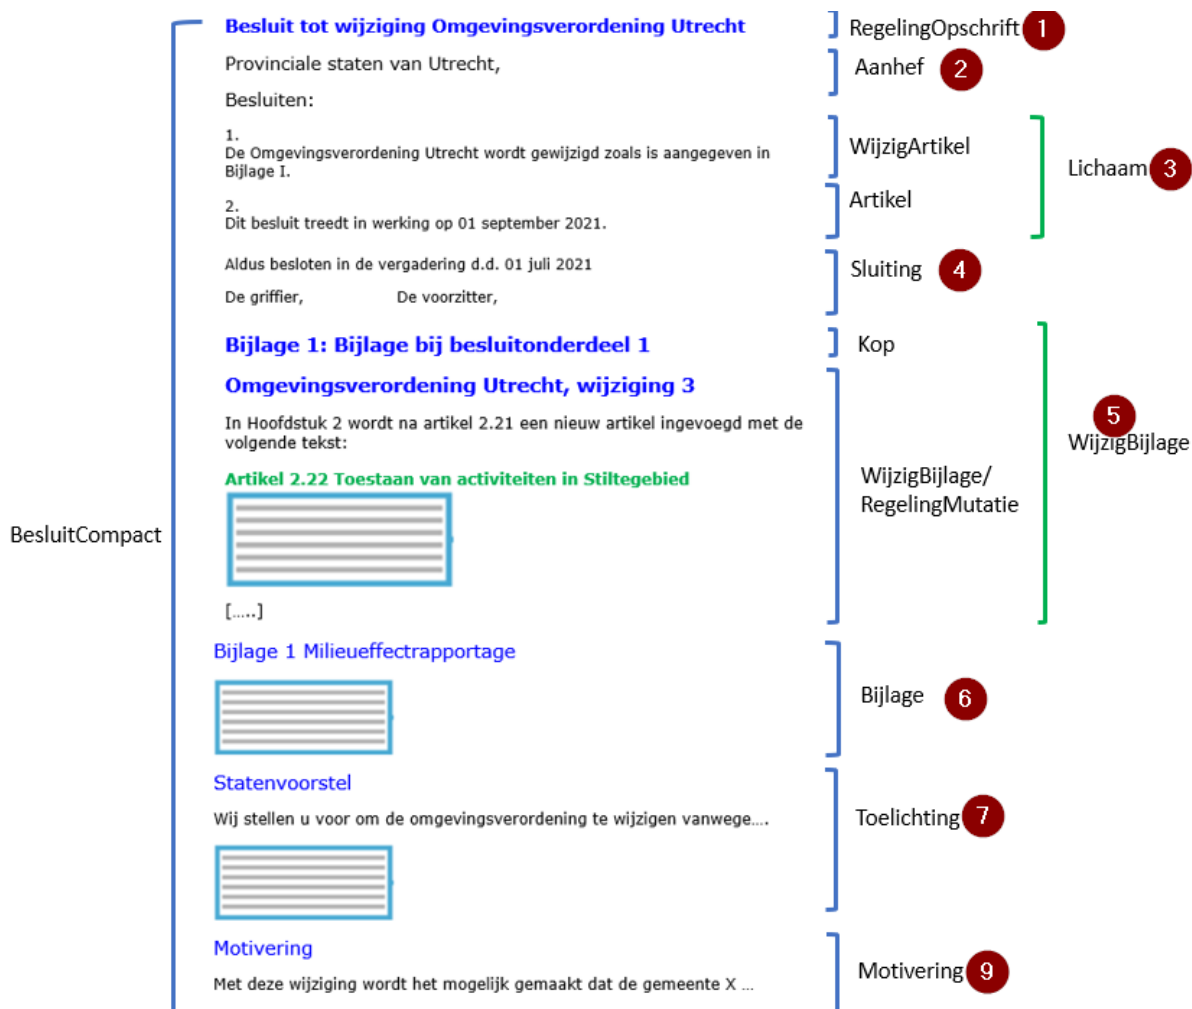 Besluit tot wijziging Omgevingsverordening Utrecht
RegelingOpschrift 1
Provinciale staten van Utrecht,
Aanhef 2
Besluiten:
1.
De Omgevingsverordening Utrecht wordt gewijzigd zoals is aangegeven in
Bijlage I.
WijzigArtikel
Lichaam 3
2.
Dit besluit treedt in werking op 01 september 2021.
Artikel
Aldus besloten in de vergadering d.d. 01 juli 2021
Sluiting 4
De griffier, De voorzitter,
Bijlage 1: Bijlage bij besluitonderdeel 1
Kop
Omgevingsverordening Utrecht, wijziging 3
In Hoofdstuk 2 wordt na artikel 2.21 een nieuw artikel ingevoegd met de
volgende tekst:
5
WijzigBijlage
Artikel 2.22 Toestaan van activiteiten in Stiltegebied
WijzigBijlage/
RegelingMutatie
BesluitCompact
[.....]
Bijlage 1 Milieueffectrapportage
Bijlage 6
Statenvoorstel
Wij stellen u voor om de omgevingsverordening te wijzigen vanwege....
Toelichting 7
Motivering
Met deze wijziging wordt het mogelijk gemaakt dat de gemeente X ...
Motivering 9